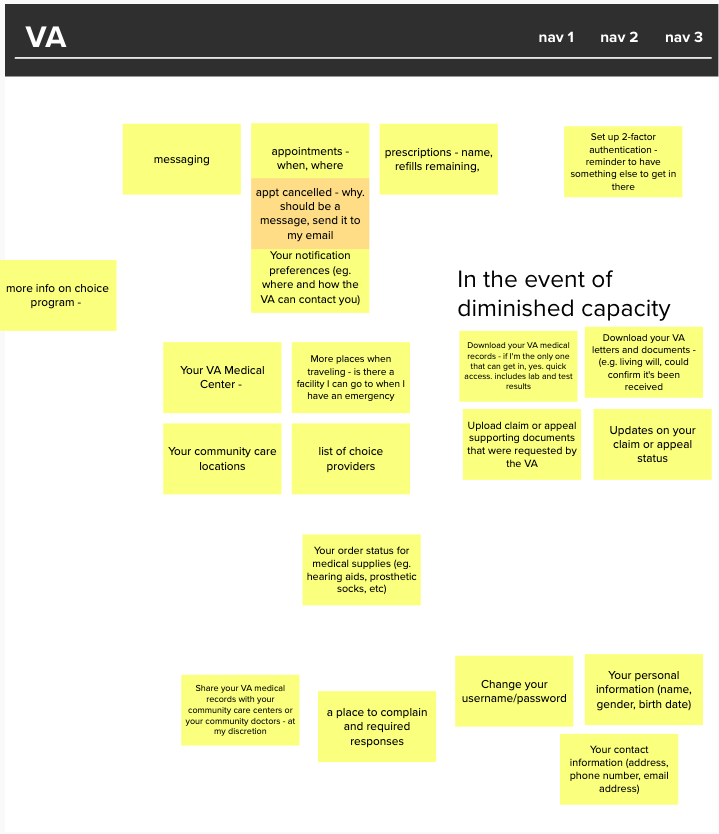 VA
nav 1 nav 2 nav 3
messaging
appointments -
when, where
prescriptions - name,
refills remaining,
Set up 2-factor
authentication -
reminder to have
something else to get in
there
appt cancelled - why.
should be a
message, send it to
my email
Your notification
preferences (eg.
where and how the
VA can contact you)
more info on choice
program -
In the event of
diminished capacity
Your VA Medical
Center -
More places when
traveling - is there a
facility I can go to when I
have an emergency
Download your VA medical
records - if I'm the only one
that can get in, yes. quick
access. includes lab and test
results
Download your VA
letters and documents -
(e.g. living will, could
confirm it's been
received
Your community care
locations
list of choice
providers
Upload claim or appeal
supporting documents
that were requested by
the VA
Updates on your
claim or appeal
status
Your order status for
medical supplies (eg.
hearing aids, prosthetic
socks, etc)
Share your VA medical
records with your
community care centers or
your community doctors - at
my discretion
a place to complain
and required
responses
Change your
username/password
Your personal
information (name,
gender, birth date)
Your contact
information (address,
phone number, email
address)